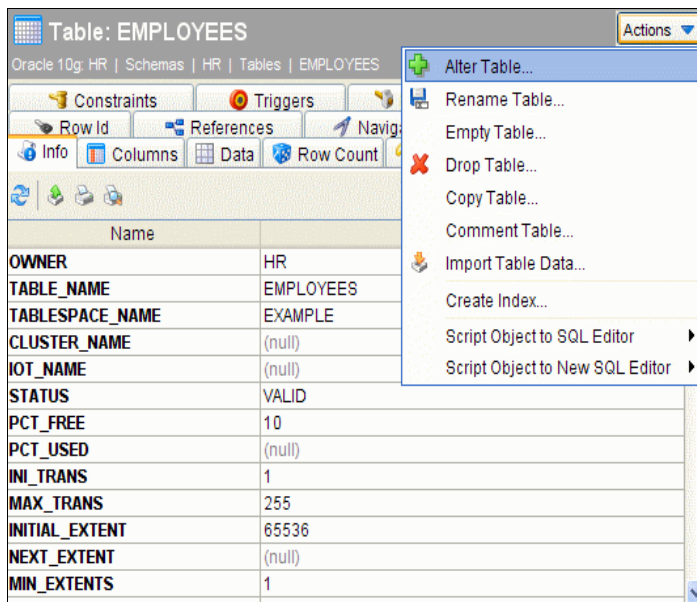 Table: EMPLOYEES
Actions
Oracle 10g: HR | Schemas | HR | Tables | EMPLOYEES
Alter Table...
Rename Table...
Empty Table...
Drop Table...
Copy Table...
Comment Table...
Import Table Data...
Create Index...
Script Object to SQL Editor
Script Object to New SQL Editor
Constraints Triggers
Row Id References
Info Columns Data Row Count
Name
OWNER HR
TABLE_NAME EMPLOYEES
TABLESPACE_NAME EXAMPLE
CLUSTER_NAME (null)
IOT_NAME (null)
STATUS VALID
PCT_FREE 10
PCT_USED (null)
INI_TRANS 1
MAX_TRANS 255
INITIAL_EXTENT 65536
NEXT_EXTENT (null)
MIN_EXTENTS 1